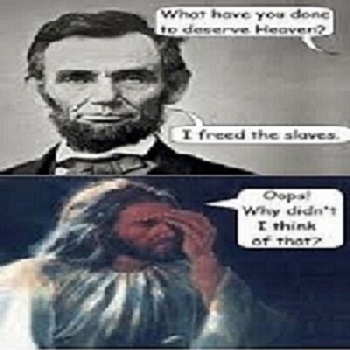 What have you done
to deserve Heaven?
I freed the slaves.
Oops!
Why didn't
I think
of that?